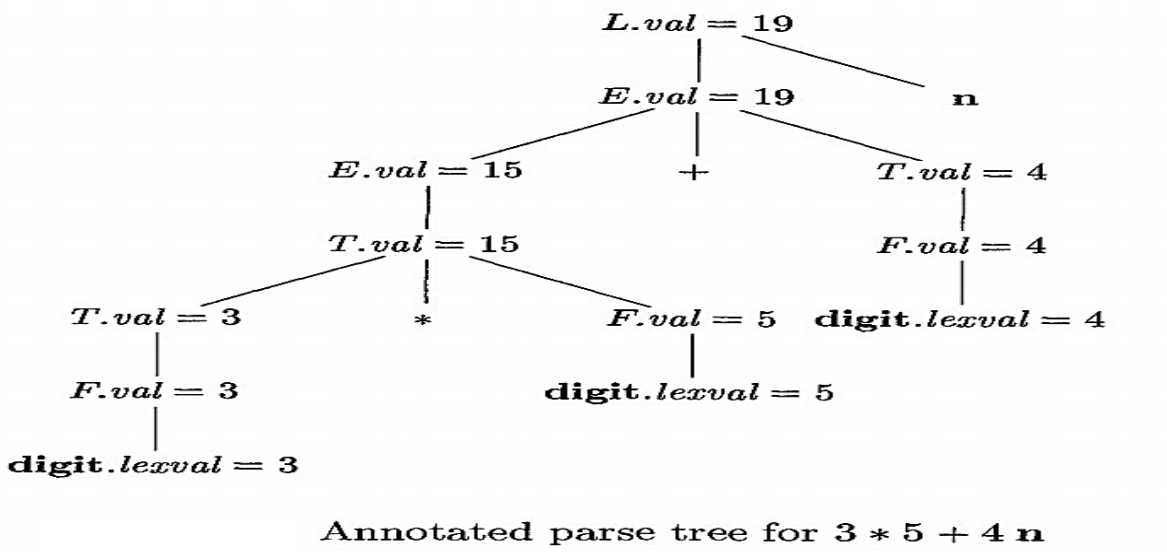 L.val = 19
E.val = 19 n
E.val = 15 + T.val = 4
T.val = 15 F.val = 4
T.val = 3 * F.val = 5 digit.lexval = 4
F.val = 3 digit.lexval = 5
digit.lexval = 3
Annotated parse tree for 3 * 5 + 4 n